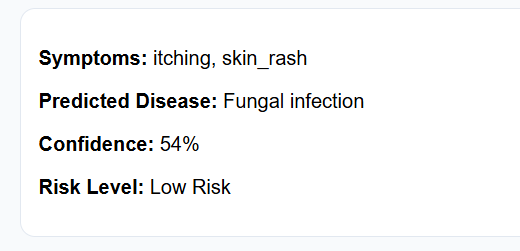 Symptoms: itching, skin_rash
Predicted Disease: Fungal infection
Confidence: 54%
Risk Level: Low Risk